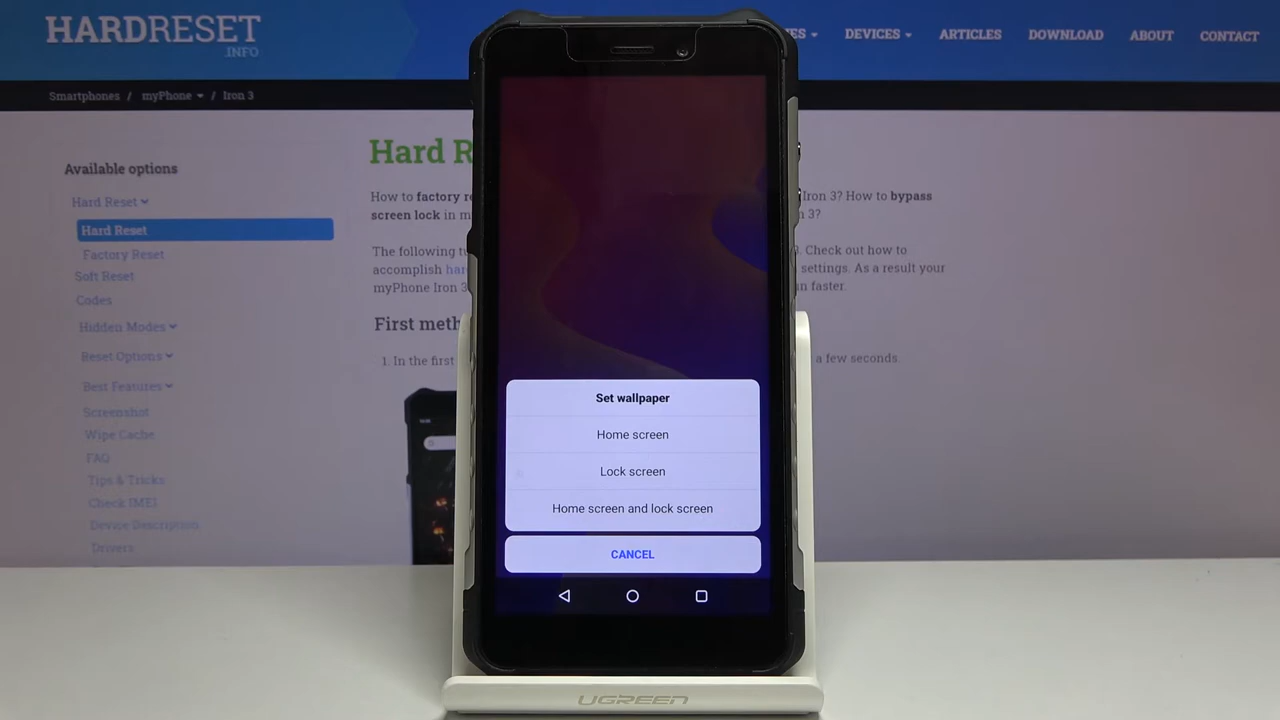 HARDRESET
.INFO
DEVICES
ARTICLES
DOWNLOAD
ABOUT
CONTACT
Smartphones / myPhone / Iron 3
Available options
Hard Reset
Hard Reset
Factory Reset
Soft Reset
Codes
Hidden Modes
Reset Options
Best Features
Screenshot
Wipe Cache
FAQ
Tips & Tricks
Check IMEI
Device Description
Drivers
Hard R
How to factory re
Iron 3? How to bypass
screen lock in m
n 3?
The following tu
. Check out how to
accomplish har
settings. As a result your
myPhone Iron 3
n faster.
First meth
1. In the first
a few seconds.
Set wallpaper
Home screen
Lock screen
Home screen and lock screen
CANCEL
UGREEN